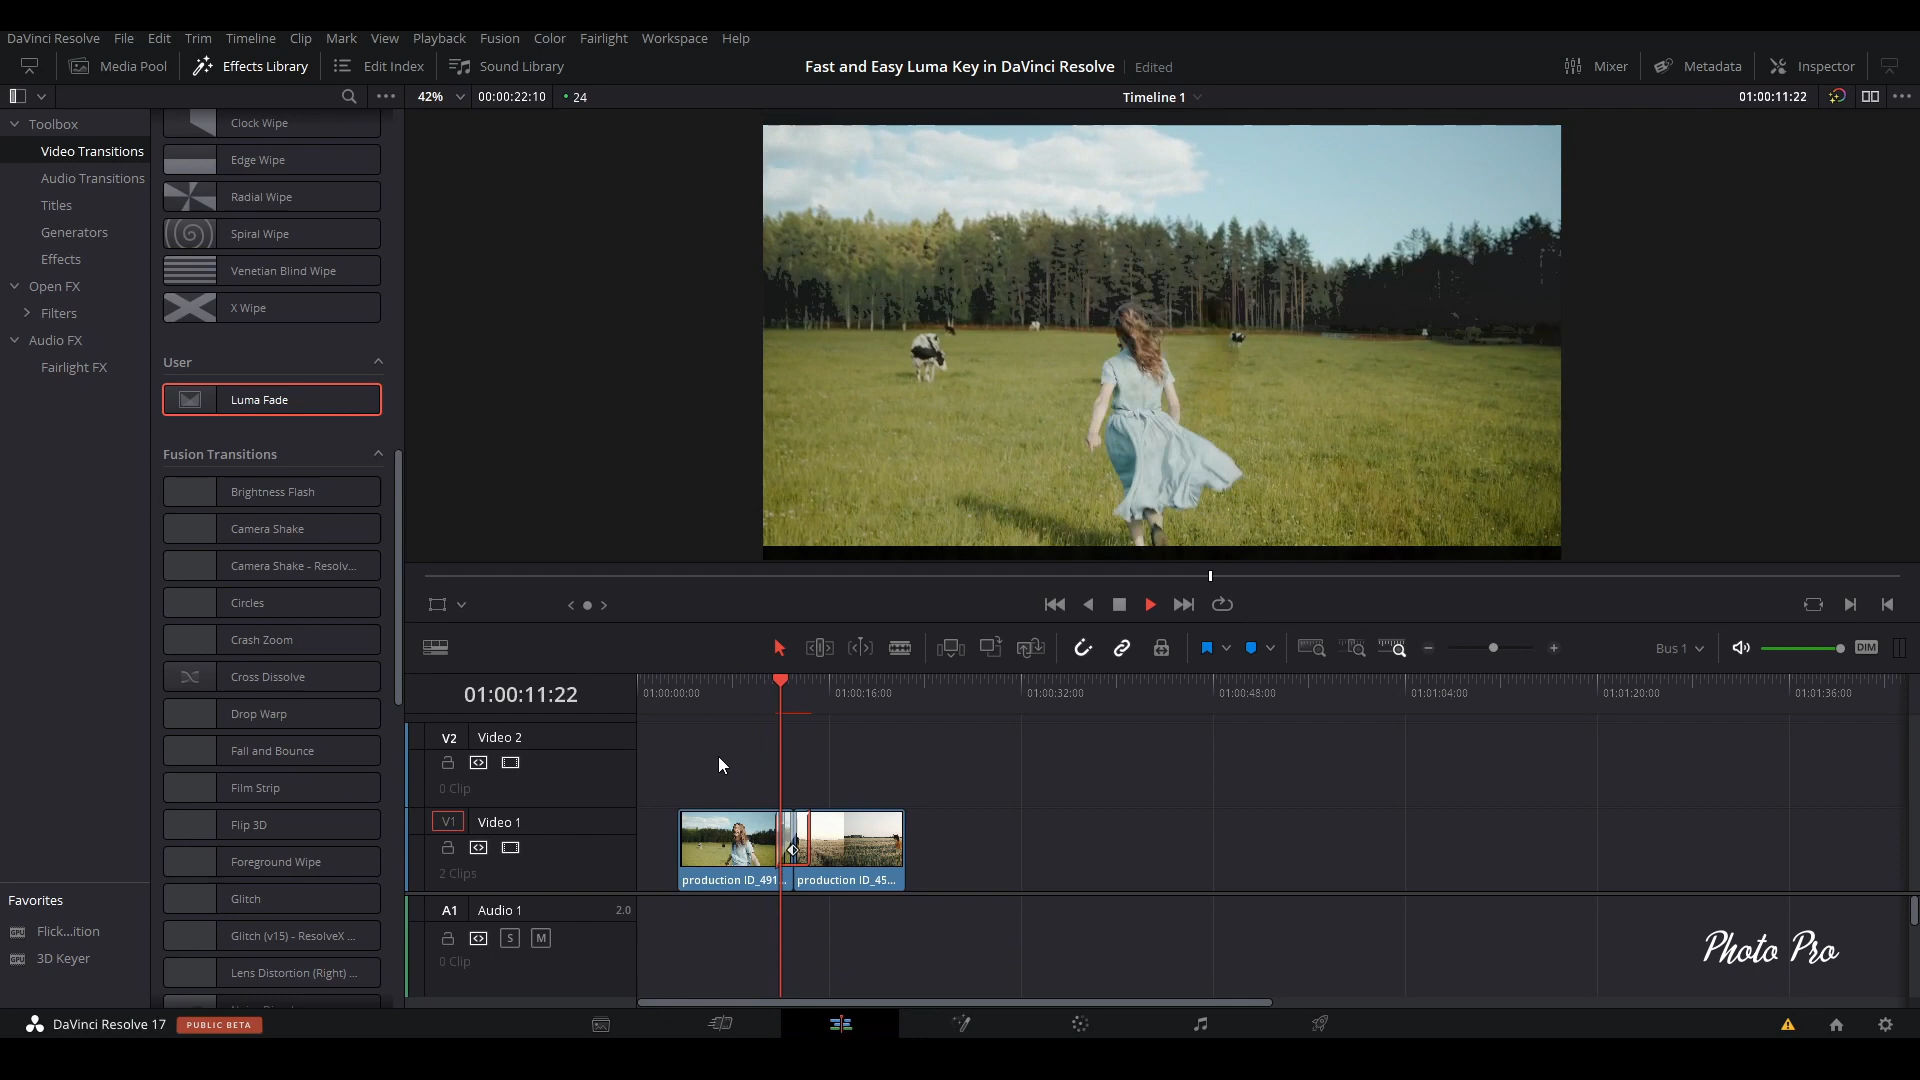 DaVinci Resolve File Edit Trim Timeline Clip Mark View Playback Fusion Color Fairlight Workspace Help
Media Pool Effects Library Edit Index Sound Library Fast and Easy Luma Key in DaVinci Resolve Edited Mixer Metadata Inspector
42% 00:00:22:10 24 Timeline 1 01:00:11:22
Toolbox
Video Transitions
Audio Transitions
Titles
Generators
Effects
Open FX
Filters
Audio FX
Fairlight FX
Favorites
Flick...ition
3D Keyer
Clock Wipe
Edge Wipe
Radial Wipe
Spiral Wipe
Venetian Blind Wipe
X Wipe
User
Luma Fade
Fusion Transitions
Brightness Flash
Camera Shake
Camera Shake - Resolv...
Circles
Crash Zoom
Cross Dissolve
Drop Warp
Fall and Bounce
Film Strip
Flip 3D
Foreground Wipe
Glitch
Glitch (v15) - ResolveX ...
Lens Distortion (Right) ...
Bus 1 DIM
01:00:11:22 01:00:00:00 01:00:16:00 01:00:32:00 01:00:48:00 01:01:04:00 01:01:20:00 01:01:36:00
V2 Video 2
0 Clip
V1 Video 1
2 Clips
production ID_491... production ID_45...
A1 Audio 1 2.0
S M
0 Clip
Photo Pro
DaVinci Resolve 17 PUBLIC BETA